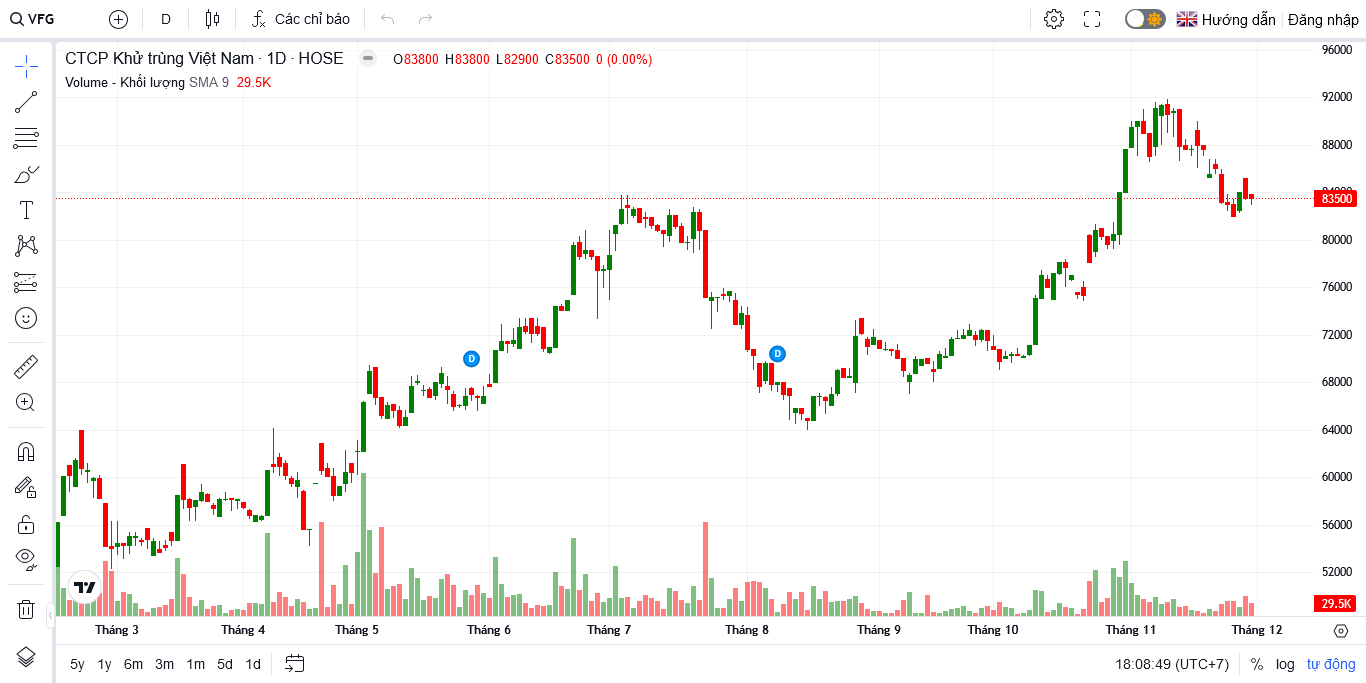 VFG D Các chỉ báo Hướng dẫn Đăng nhập
CTCP Khử trùng Việt Nam · 1D · HOSE O83800 H83800 L82900 C83500 0 (0.00%)
Volume - Khối lượng SMA 9 29.5K
96000
92000
88000
84000
83500
80000
76000
72000
D D
68000
64000
60000
56000
52000
29.5K
Tháng 3 Tháng 4 Tháng 5 Tháng 6 Tháng 7 Tháng 8 Tháng 9 Tháng 10 Tháng 11 Tháng 12
5y 1y 6m 3m 1m 5d 1d 18:08:49 (UTC+7) % log tự động